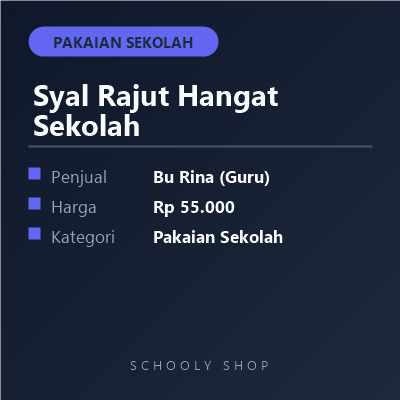 PAKAIAN SEKOLAH
Syal Rajut Hangat
Sekolah
Penjual Bu Rina (Guru)
Harga Rp 55.000
Kategori Pakaian Sekolah
SCHOOLY SHOP